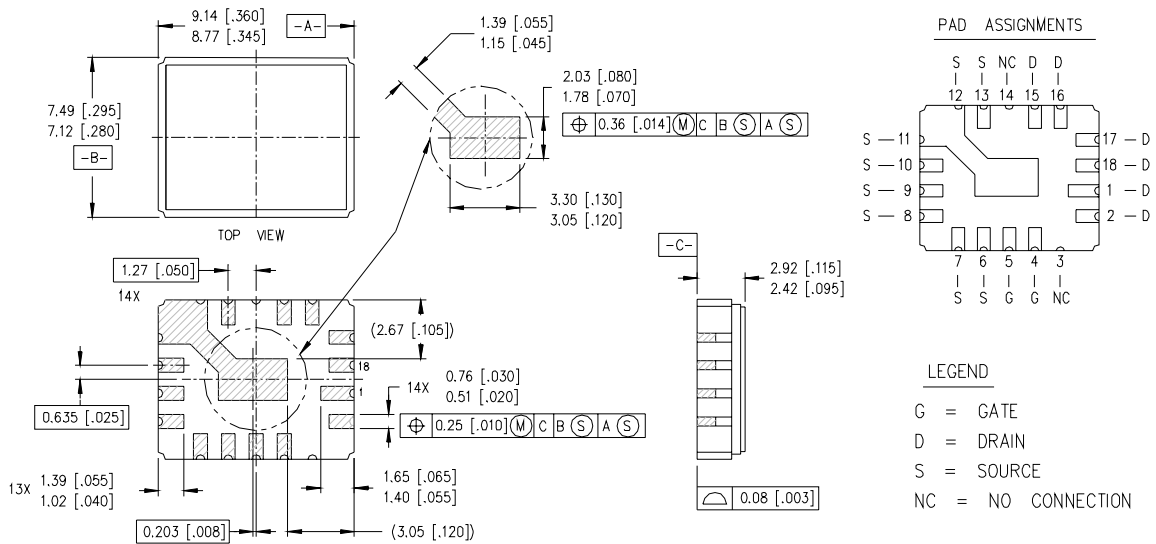 9.14 [.360]
8.77 [.345]
-A-
7.49 [.295]
7.12 [.280]
-B-
TOP VIEW
1.39 [.055]
1.15 [.045]
2.03 [.080]
1.78 [.070]
⌖ 0.36 [.014] Ⓜ C B Ⓢ A Ⓢ
3.30 [.130]
3.05 [.120]
1.27 [.050]
14X
(2.67 [.105])
18
1
0.635 [.025]
14X
0.76 [.030]
0.51 [.020]
⌖ 0.25 [.010] Ⓜ C B Ⓢ A Ⓢ
13X 1.39 [.055]
1.02 [.040]
1.65 [.065]
1.40 [.055]
0.203 [.008]
(3.05 [.120])
-C-
2.92 [.115]
2.42 [.095]
⌓ 0.08 [.003]
PAD ASSIGNMENTS
S S NC D D
12 13 14 15 16
S — 11
S — 10
S — 9
S — 8
17 — D
18 — D
1 — D
2 — D
7 6 5 4 3
S S G G NC
LEGEND
G = GATE
D = DRAIN
S = SOURCE
NC = NO CONNECTION